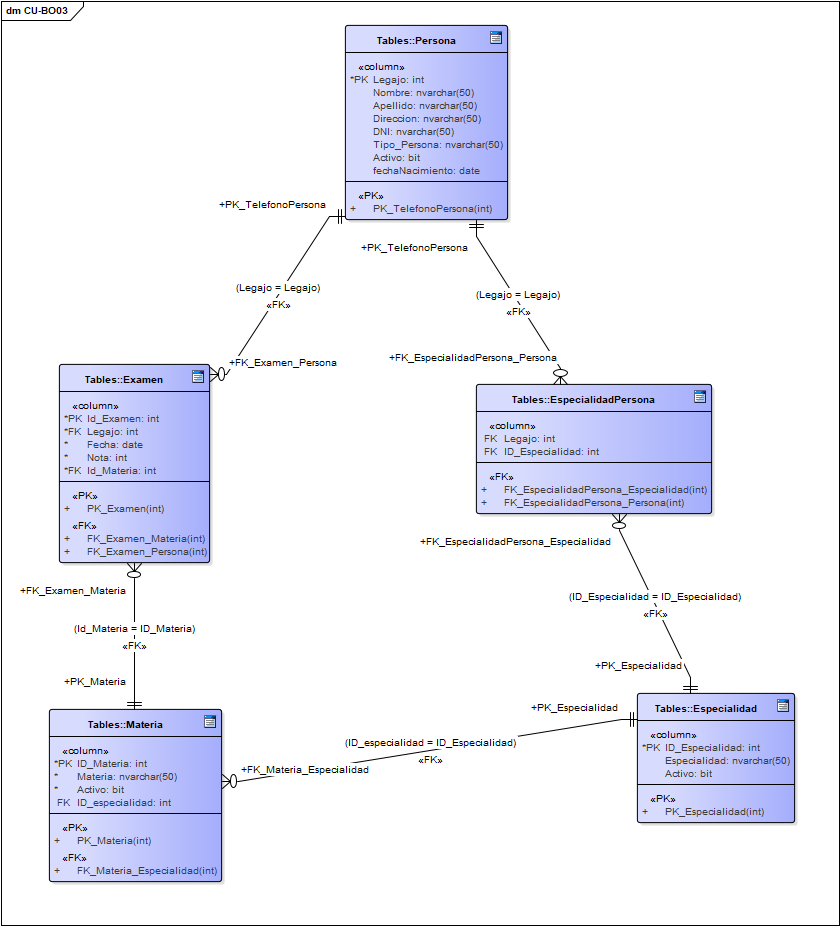 dm CU-BO03
Tables::Persona
«column»
*PK Legajo: int
Nombre: nvarchar(50)
Apellido: nvarchar(50)
Direccion: nvarchar(50)
DNI: nvarchar(50)
Tipo_Persona: nvarchar(50)
Activo: bit
fechaNacimiento: date
«PK»
+ PK_TelefonoPersona(int)
+PK_TelefonoPersona
+PK_TelefonoPersona
(Legajo = Legajo)
«FK»
(Legajo = Legajo)
«FK»
+FK_Examen_Persona
+FK_EspecialidadPersona_Persona
Tables::Examen
«column»
*PK Id_Examen: int
*FK Legajo: int
* Fecha: date
* Nota: int
*FK Id_Materia: int
«PK»
+ PK_Examen(int)
«FK»
+ FK_Examen_Materia(int)
+ FK_Examen_Persona(int)
Tables::EspecialidadPersona
«column»
FK Legajo: int
FK ID_Especialidad: int
«FK»
+ FK_EspecialidadPersona_Especialidad(int)
+ FK_EspecialidadPersona_Persona(int)
+FK_EspecialidadPersona_Especialidad
+FK_Examen_Materia
(ID_Especialidad = ID_Especialidad)
«FK»
(Id_Materia = ID_Materia)
«FK»
+PK_Especialidad
+PK_Materia
+PK_Especialidad
Tables::Materia
«column»
*PK ID_Materia: int
* Materia: nvarchar(50)
* Activo: bit
FK ID_especialidad: int
«PK»
+ PK_Materia(int)
«FK»
+ FK_Materia_Especialidad(int)
(ID_especialidad = ID_Especialidad)
«FK»
+FK_Materia_Especialidad
Tables::Especialidad
«column»
*PK ID_Especialidad: int
Especialidad: nvarchar(50)
Activo: bit
«PK»
+ PK_Especialidad(int)